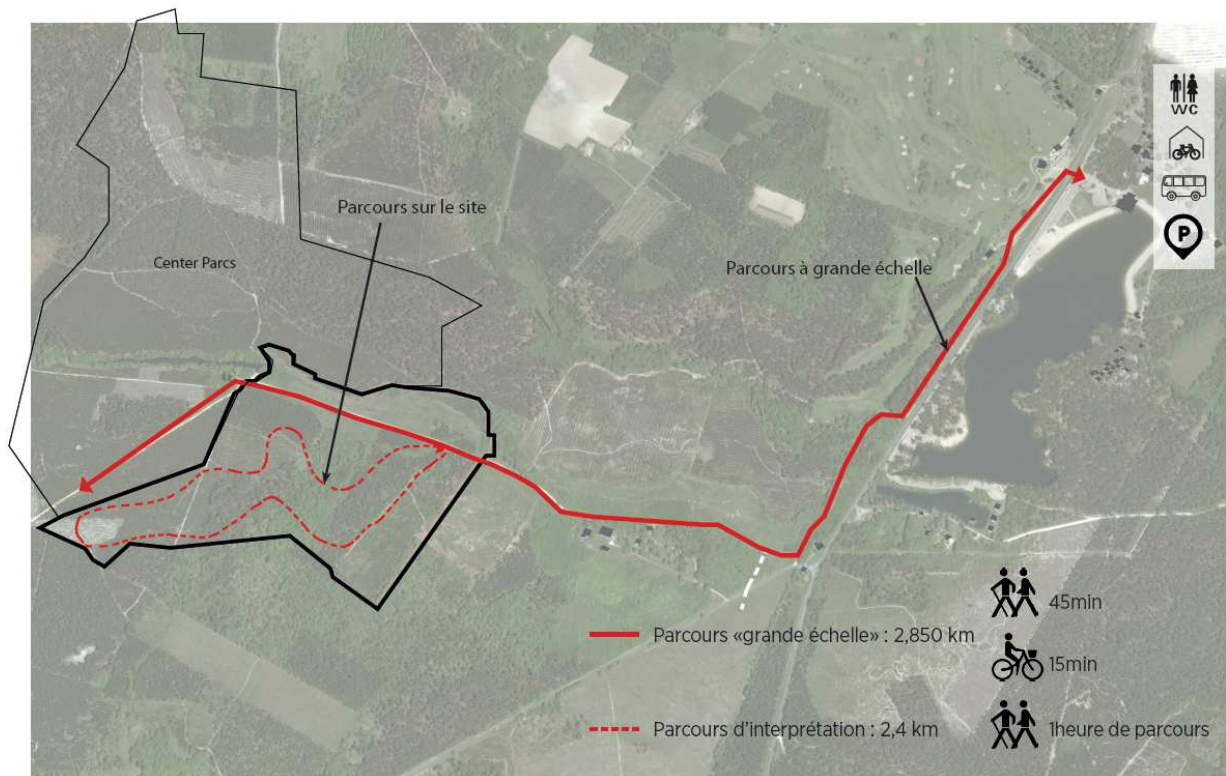 WC
Parcours sur le site
Center Parcs
P
Parcours à grande échelle
45min
Parcours «grande échelle» : 2,850 km
15min
Parcours d'interprétation : 2,4 km
1heure de parcours